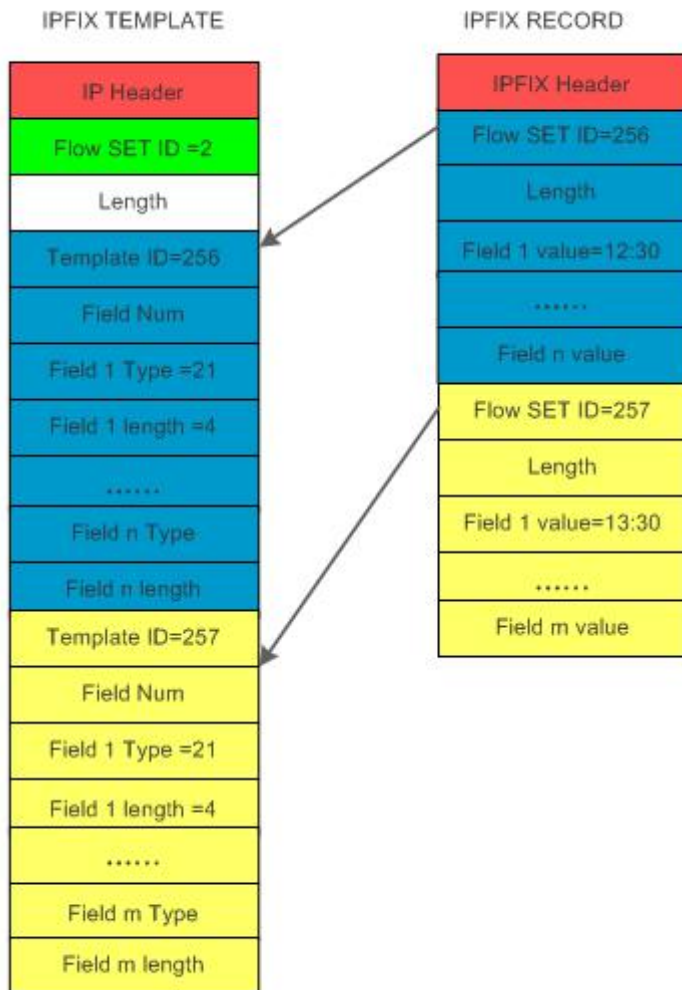 IPFIX TEMPLATE
IP Header
Flow SET ID =2
Length
Template ID=256
Field Num
Field 1 Type =21
Field 1 length =4
......
Field n Type
Field n length
Template ID=257
Field Num
Field 1 Type =21
Field 1 length =4
......
Field m Type
Field m length
IPFIX RECORD
IPFIX Header
Flow SET ID=256
Length
Field 1 value=12:30
......
Field n value
Flow SET ID=257
Length
Field 1 value=13:30
......
Field m value